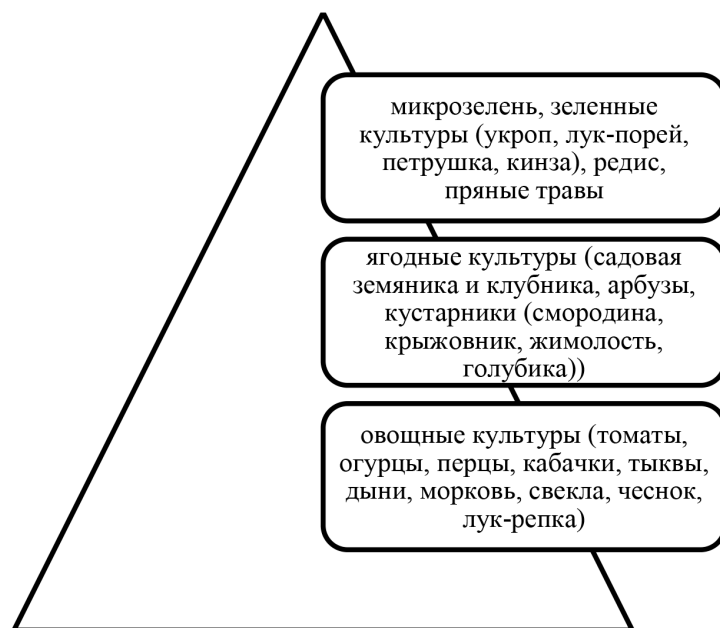 микрозелень, зеленные
культуры (укроп, лук-порей,
петрушка, кинза), редис,
пряные травы
ягодные культуры (садовая
земяника и клубника, арбузы,
кустарники (смородина,
крыжовник, жимолость,
голубика))
овощные культуры (томаты,
огурцы, перцы, кабачки, тыквы,
дыни, морковь, свекла, чеснок,
лук-репка)